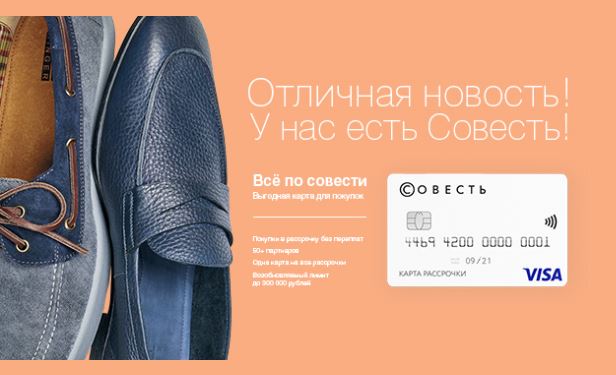 Отличная новость!
У нас есть Совесть!
Всё по совести
Выгодная карта для покупок
Покупки в рассрочку без переплат
50+ партнеров
Одна карта на все рассрочки
Возобновляемый лимит
до 300 000 рублей
©ОВЕСТЬ
4469 4200 0000 0001
09/21
КАРТА РАССРОЧКИ
VISA